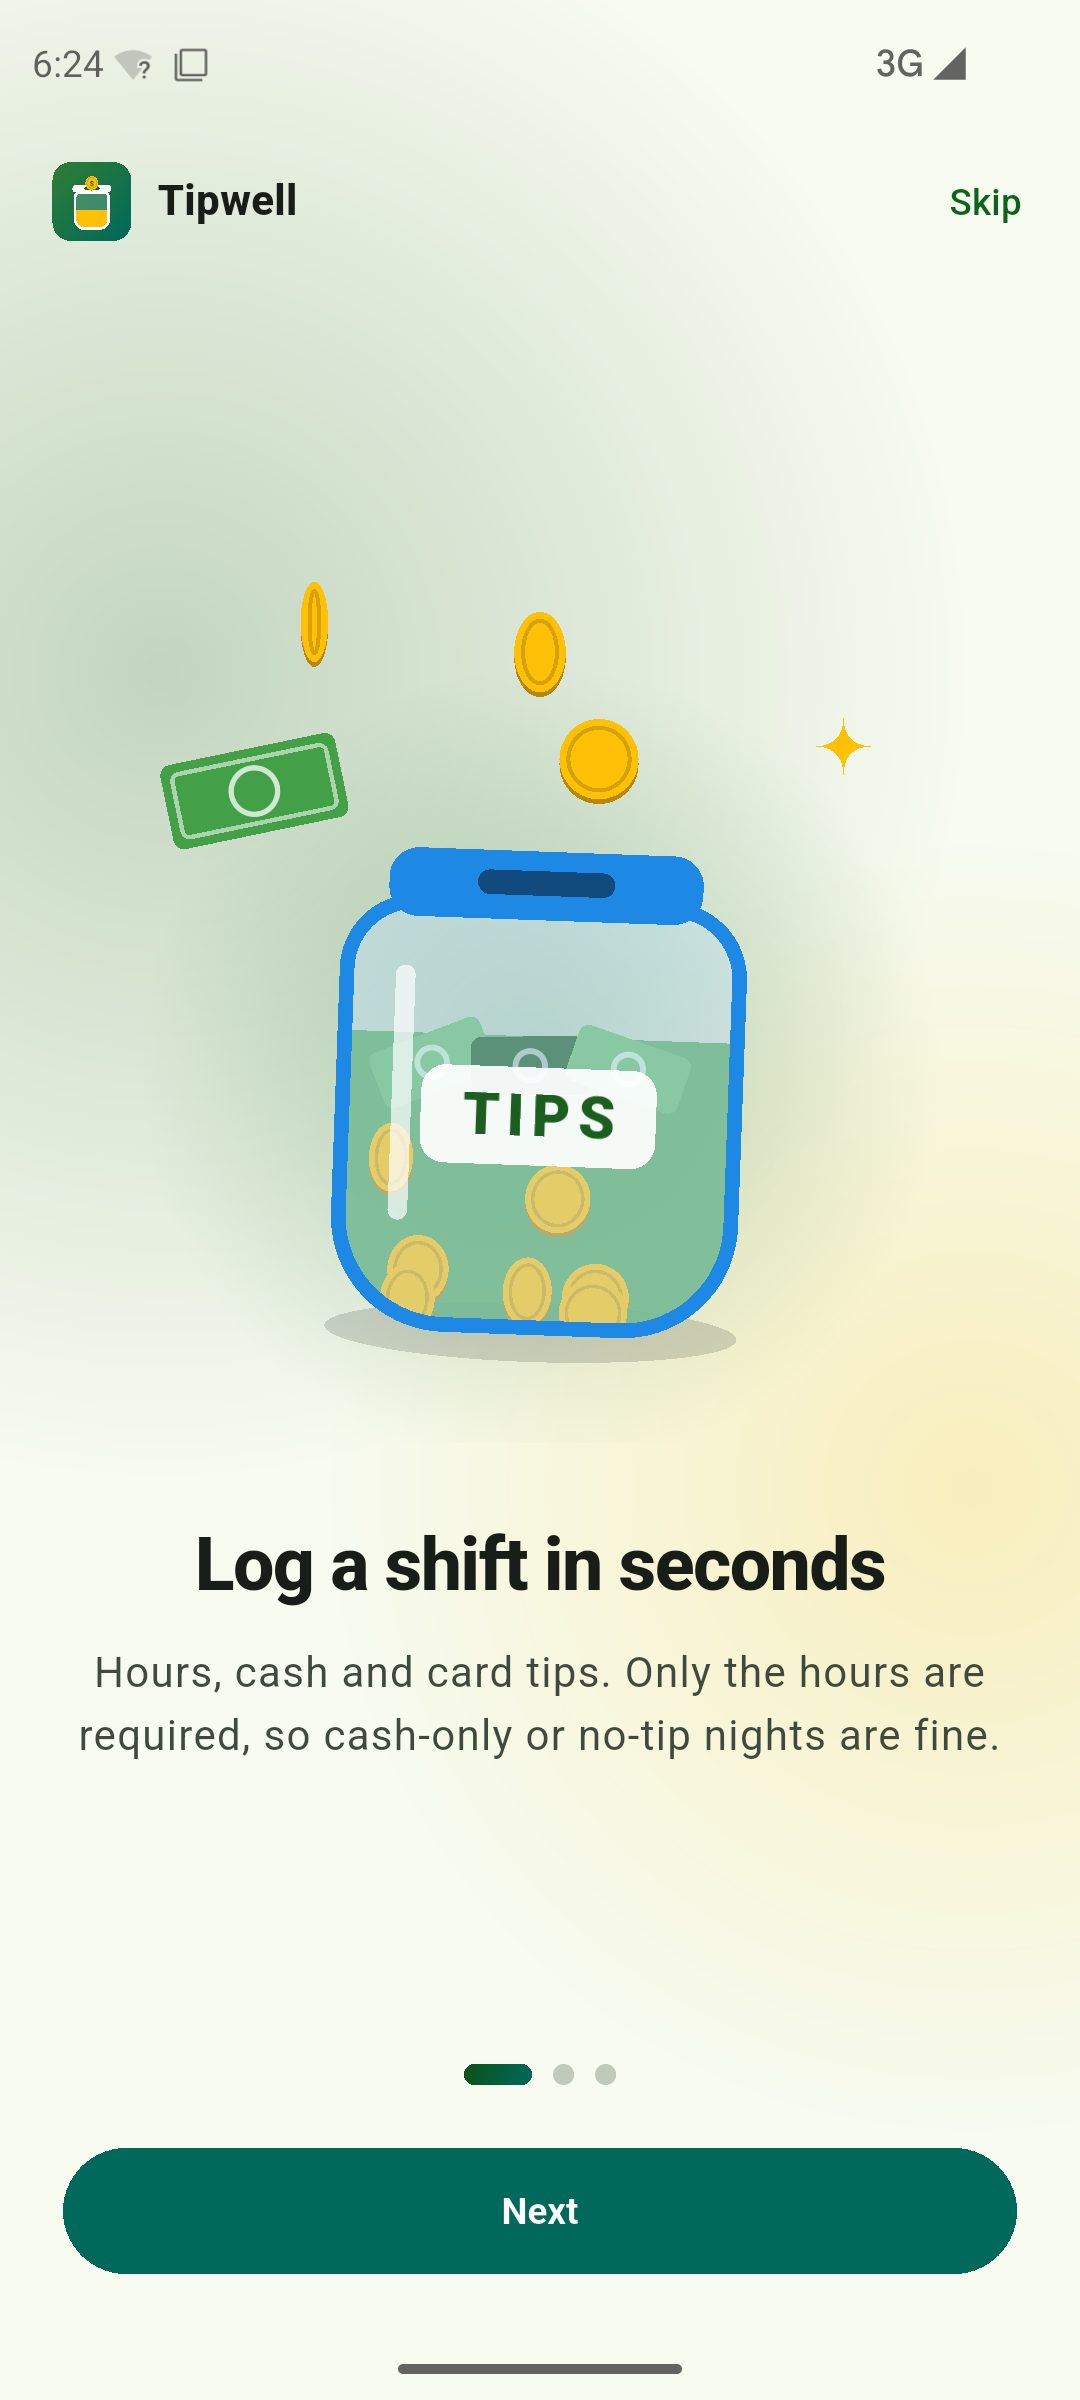 6:24
3G
Tipwell
Skip
TIPS
Log a shift in seconds
Hours, cash and card tips. Only the hours are
required, so cash-only or no-tip nights are fine.
Next